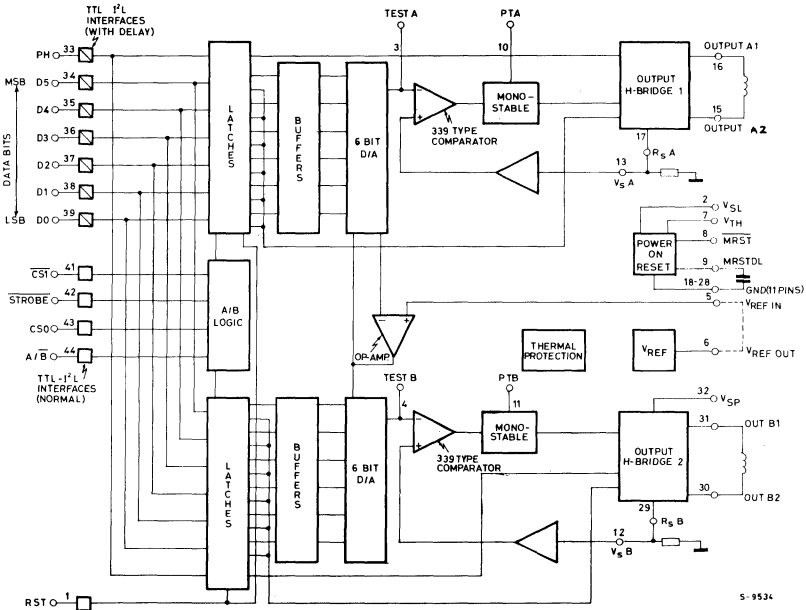 TTL I²L
INTERFACES
(WITH DELAY)
PH 33
MSB D5 34
D4 35
D3 36
D2 37
D1 38
LSB D0 39
DATA BITS
CS1 41
STROBE 42
CS0 43
A/B 44
TTL-I²L
INTERFACES
(NORMAL)
RST 1
LATCHES
BUFFERS
6 BIT
D/A
TEST A
3
PTA
10
MONO-
STABLE
339 TYPE
COMPARATOR
OUTPUT
H-BRIDGE 1
OUTPUT A1
16
15
OUTPUT A2
17
RsA
13
VsA
A/B
LOGIC
OP-AMP
POWER
ON
RESET
2 VSL
7 VTH
8 MRST
9 MRSTDL
18-28 GND(11 PINS)
5 VREF IN
THERMAL
PROTECTION
VREF
6 VREF OUT
LATCHES
BUFFERS
6 BIT
D/A
TEST B
4
PTB
11
MONO-
STABLE
339 TYPE
COMPARATOR
OUTPUT
H-BRIDGE 2
32 VSP
31 OUT B1
30 OUT B2
29
RsB
12
VsB
S-9534